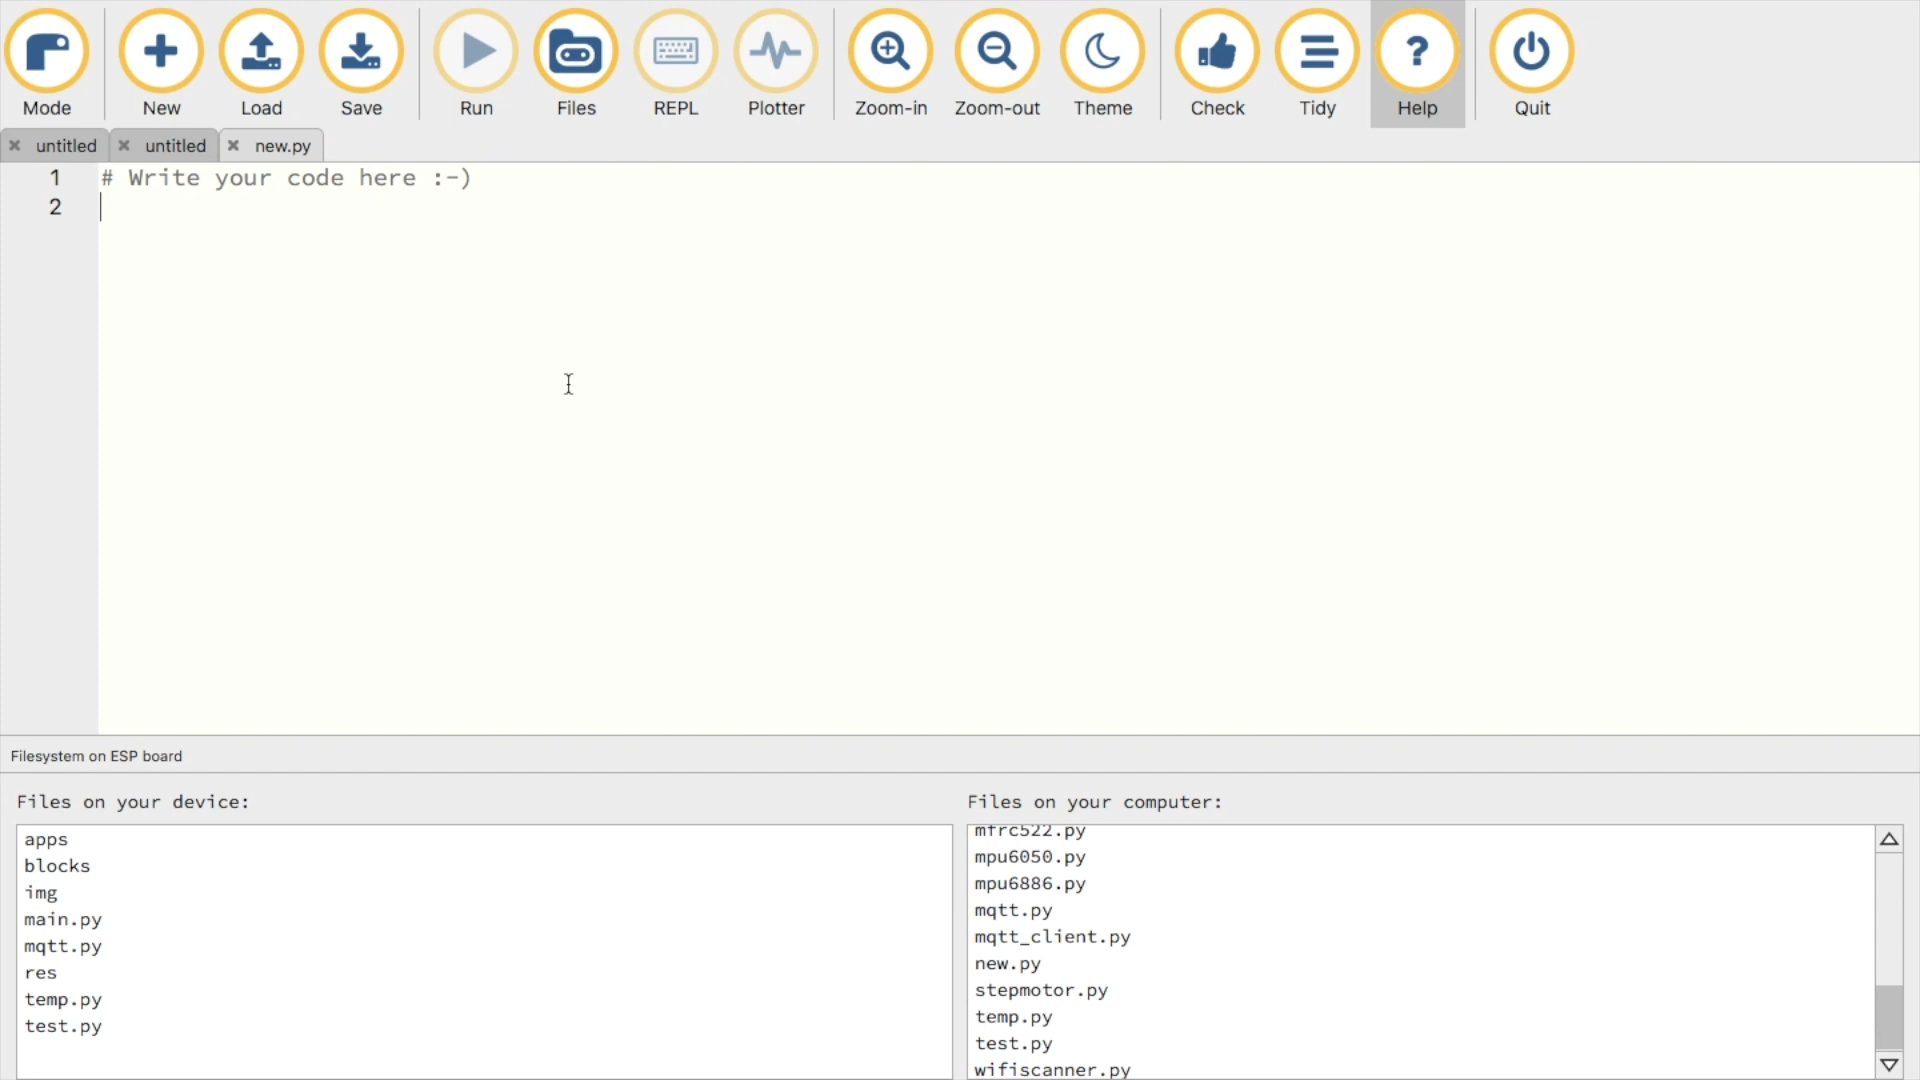 Mode New Load Save Run Files REPL Plotter Zoom-in Zoom-out Theme Check Tidy Help Quit
untitled untitled new.py
1 # Write your code here :-)
2
Filesystem on ESP board
Files on your device:
apps
blocks
img
main.py
mqtt.py
res
temp.py
test.py
Files on your computer:
mfrc522.py
mpu6050.py
mpu6886.py
mqtt.py
mqtt_client.py
new.py
stepmotor.py
temp.py
test.py
wifiscanner.py